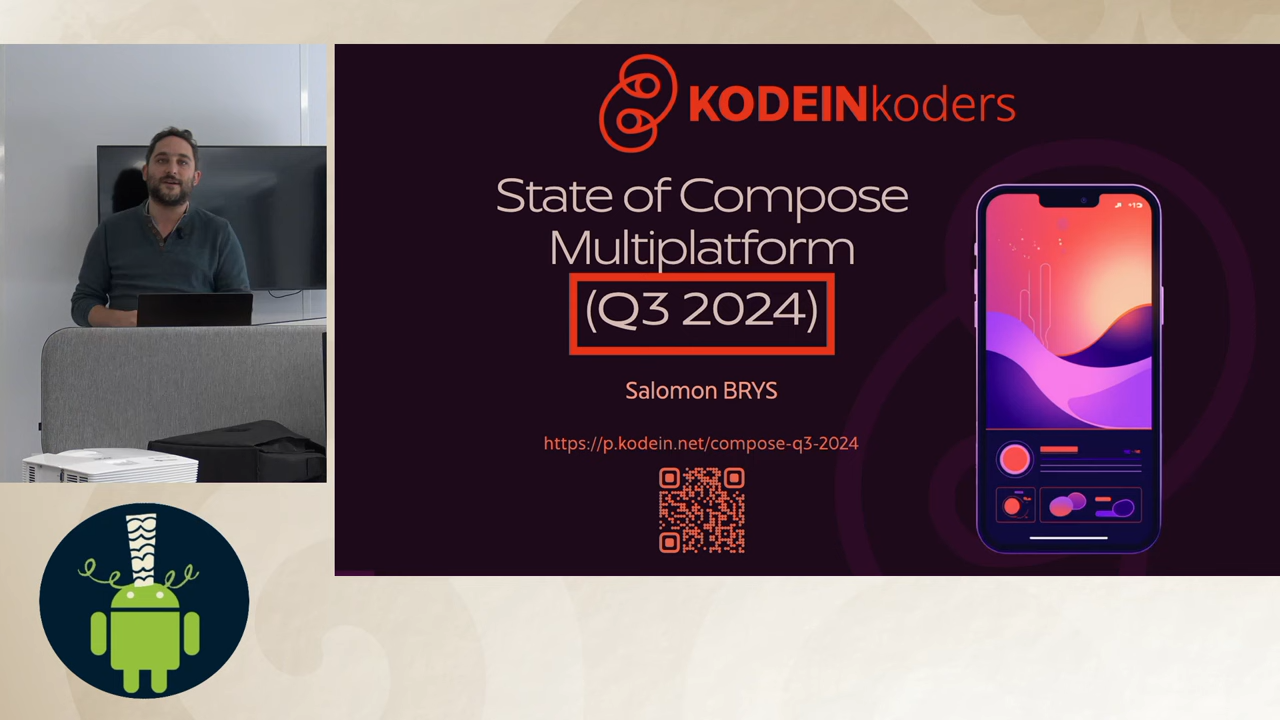 KODEINkoders
State of Compose
Multiplatform
(Q3 2024)
Salomon BRYS
https://p.kodein.net/compose-q3-2024